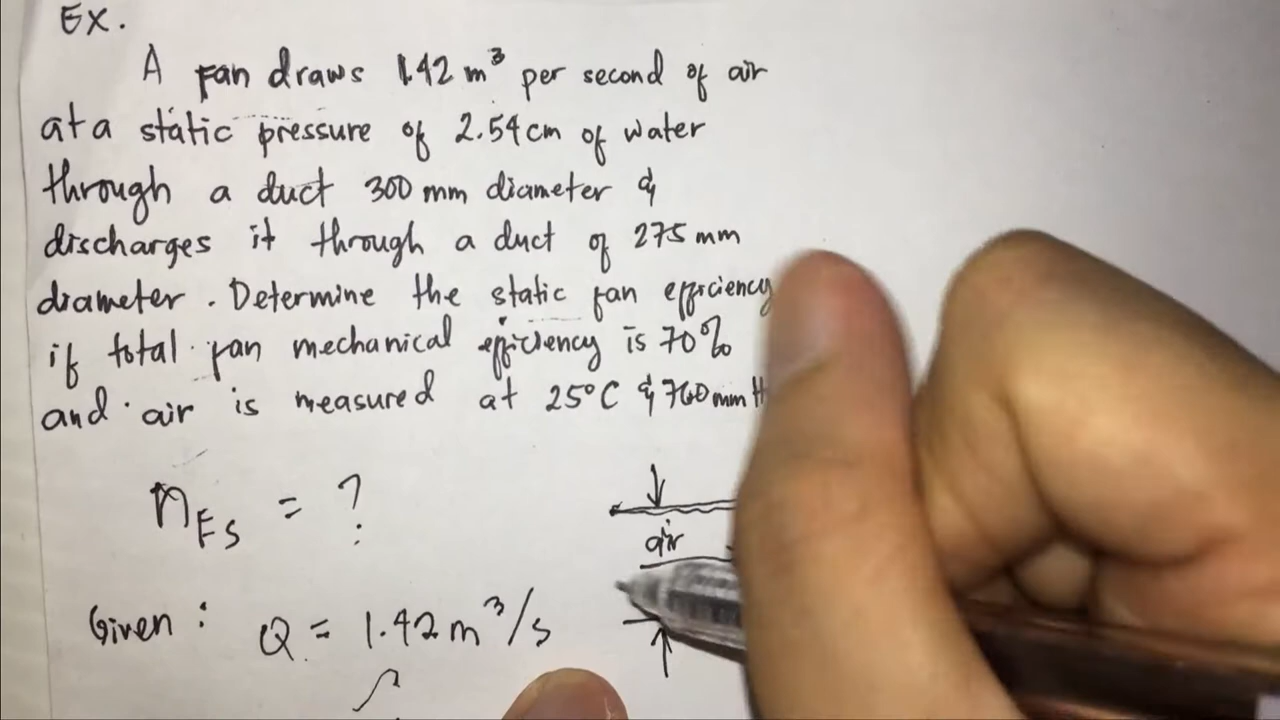 Ex.
A Fan draws 1.42 m³ per second of air
at a static pressure of 2.54 cm of water
through a duct 300 mm diameter &
discharges it through a duct of 275 mm
diameter. Determine the static fan efficiency
if total fan mechanical efficiency is 70%
and air is measured at 25°C & 760 mm H
η_FS = ?
air
Given: Q = 1.42 m³/s